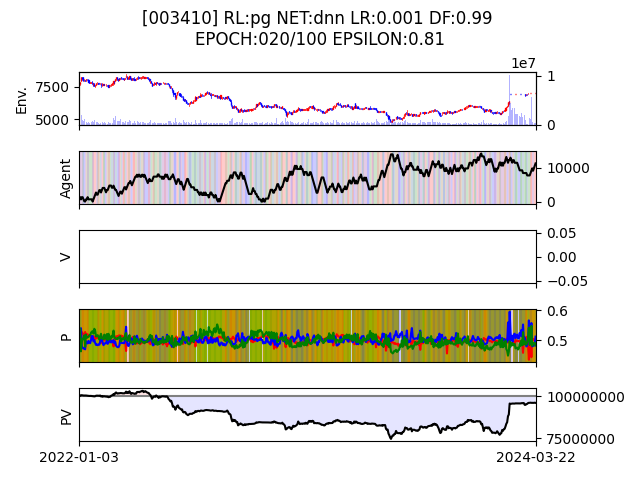 [003410] RL:pg NET:dnn LR:0.001 DF:0.99
EPOCH:020/100 EPSILON:0.81
1e7
Env.
7500
5000
1
0
Agent
10000
0
V
0.05
0.00
−0.05
P
0.6
0.5
PV
100000000
75000000
2022-01-03
2024-03-22